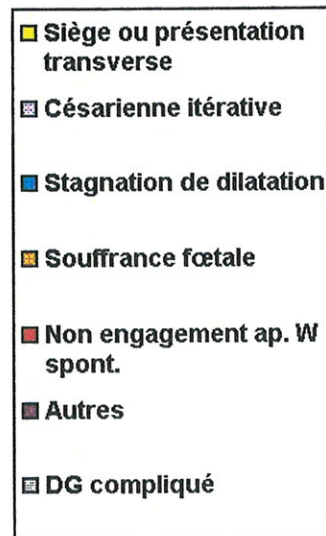 Siège ou présentation
transverse
Césarienne itérative
Stagnation de dilatation
Souffrance fœtale
Non engagement ap. W
spont.
Autres
DG compliqué